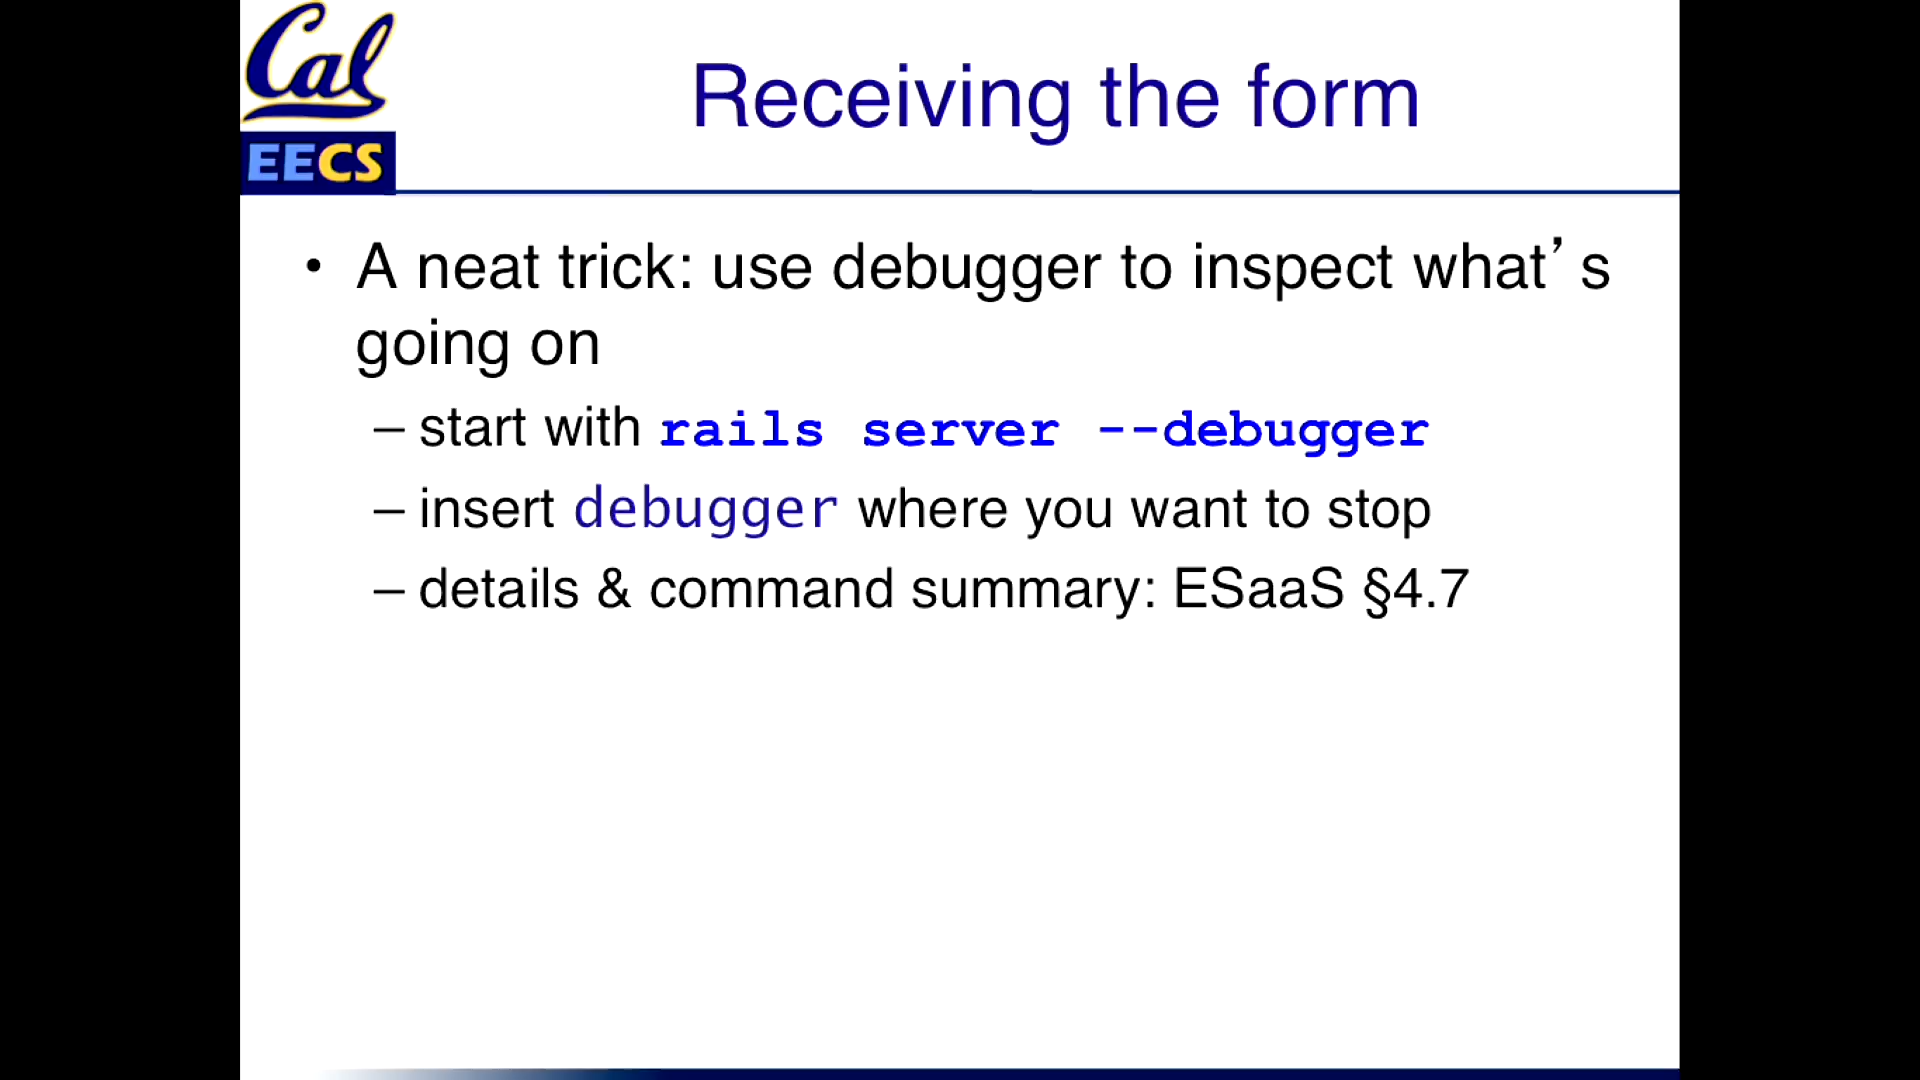 Cal
EECS
Receiving the form
• A neat trick: use debugger to inspect what’s
going on
– start with rails server --debugger
– insert debugger where you want to stop
– details & command summary: ESaaS §4.7